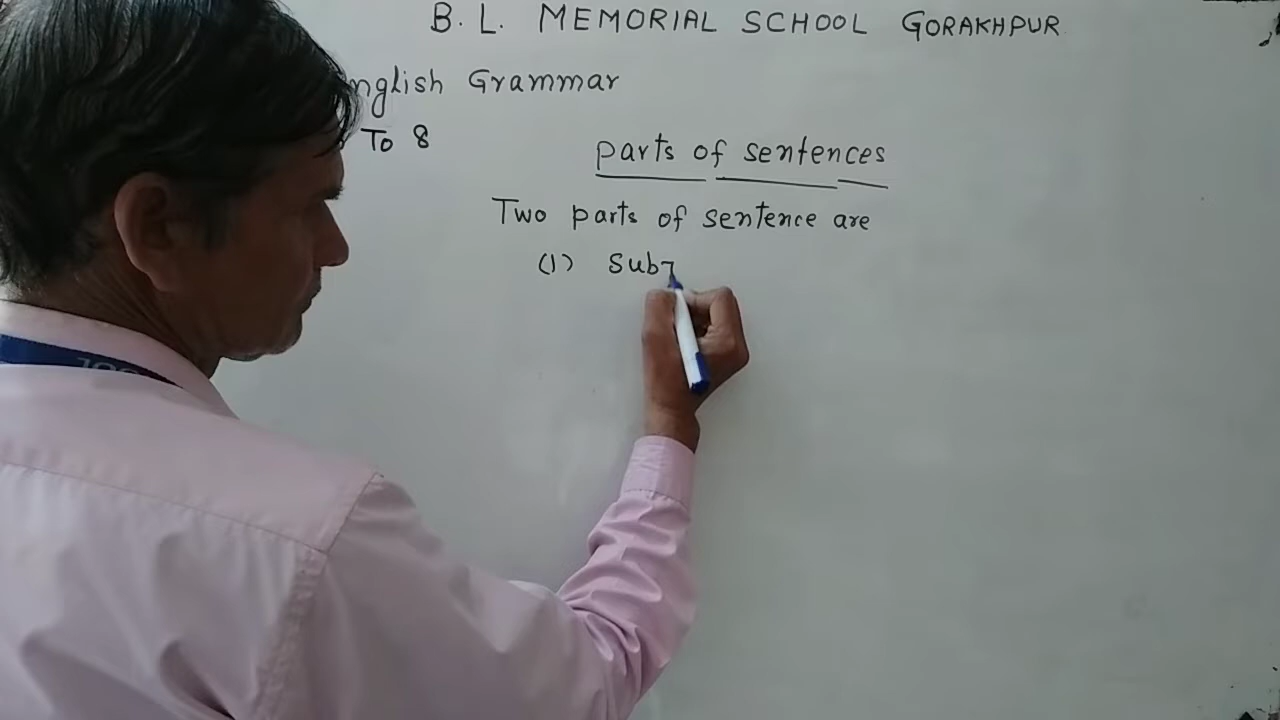 B. L. MEMORIAL SCHOOL GORAKHPUR
nglish Grammar
To 8
parts of sentences
Two parts of sentence are
(1) Sub